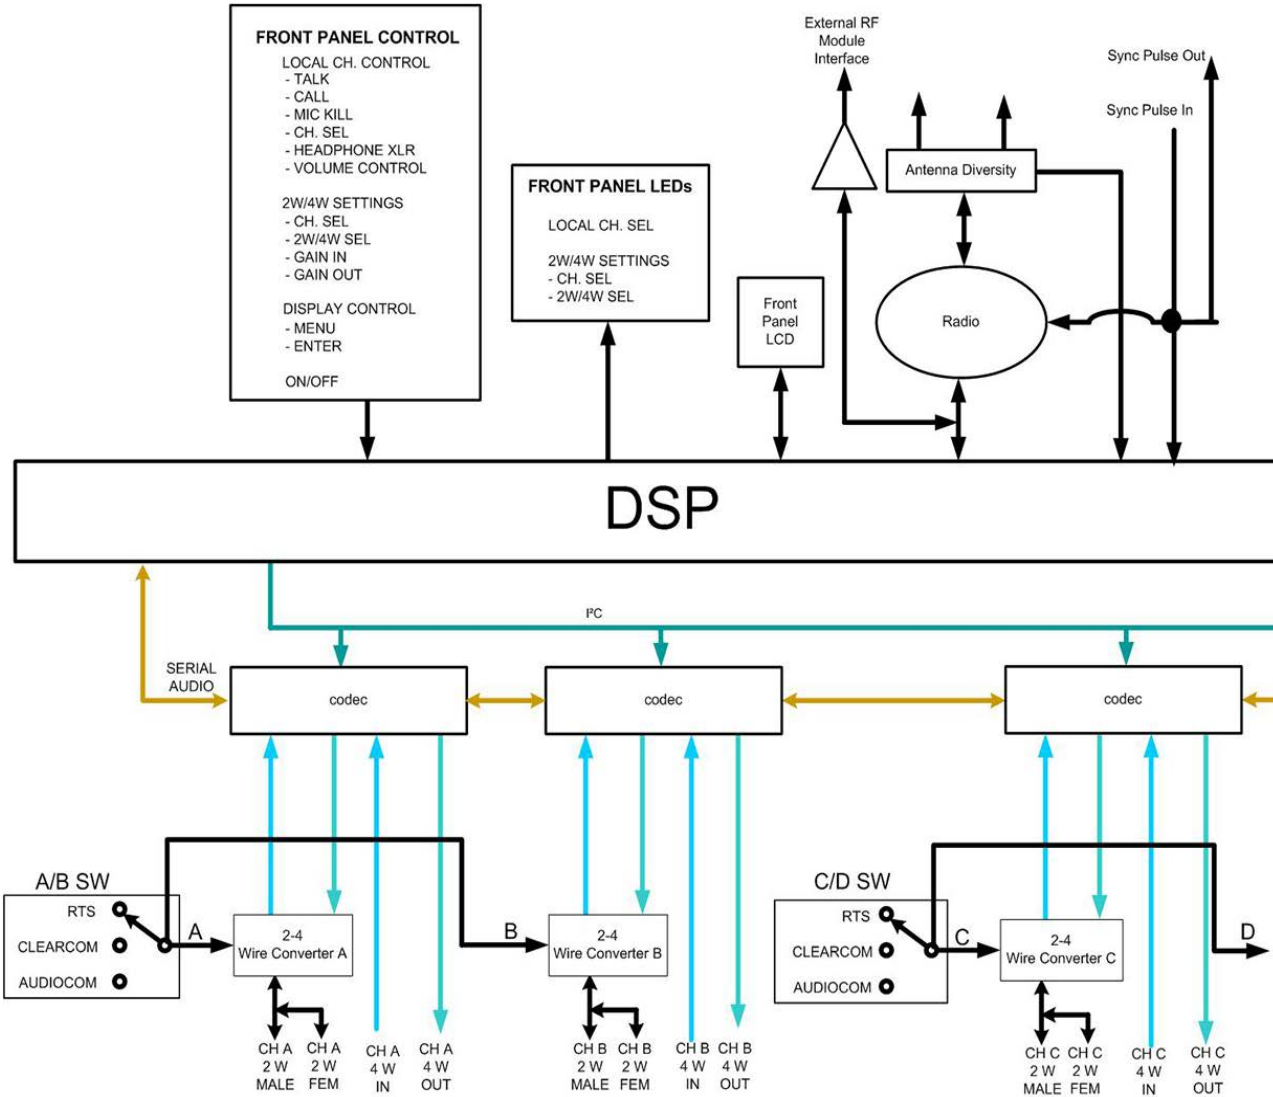 FRONT PANEL CONTROL
LOCAL CH. CONTROL
- TALK
- CALL
- MIC KILL
- CH. SEL
- HEADPHONE XLR
- VOLUME CONTROL
2W/4W SETTINGS
- CH. SEL
- 2W/4W SEL
- GAIN IN
- GAIN OUT
DISPLAY CONTROL
- MENU
- ENTER
ON/OFF
FRONT PANEL LEDs
LOCAL CH. SEL
2W/4W SETTINGS
- CH. SEL
- 2W/4W SEL
Front
Panel
LCD
External RF
Module
Interface
Antenna Diversity
Radio
Sync Pulse Out
Sync Pulse In
DSP
I²C
SERIAL
AUDIO
codec
codec
codec
A/B SW
RTS
CLEARCOM
AUDIOCOM
A
2-4
Wire Converter A
B
2-4
Wire Converter B
C/D SW
RTS
CLEARCOM
AUDIOCOM
C
2-4
Wire Converter C
D
CH A
2 W
MALE
CH A
2 W
FEM
CH A
4 W
IN
CH A
4 W
OUT
CH B
2 W
MALE
CH B
2 W
FEM
CH B
4 W
IN
CH B
4 W
OUT
CH C
2 W
MALE
CH C
2 W
FEM
CH C
4 W
IN
CH C
4 W
OUT